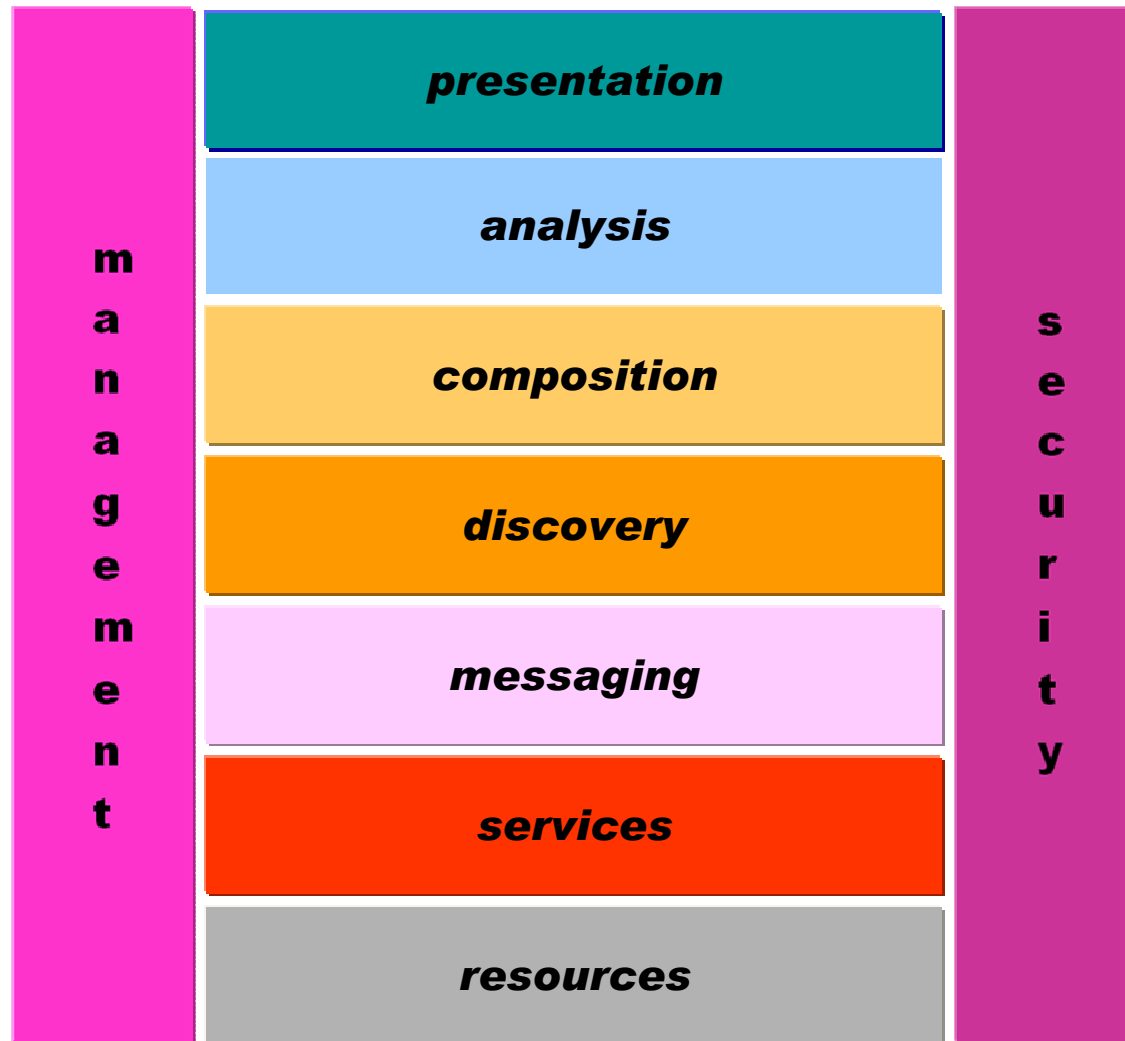 management
presentation
analysis
composition
discovery
messaging
services
resources
security